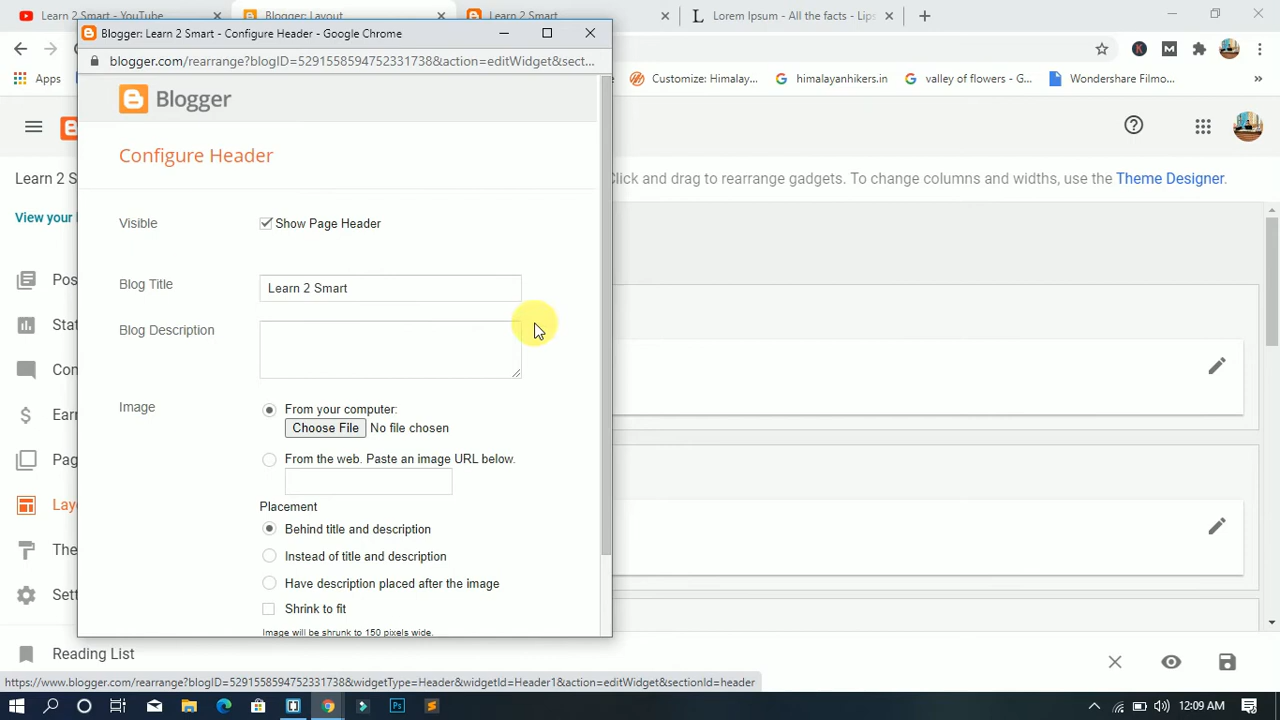 Learn 2 Smart - YouTube
Blogger: Layout
Learn 2 Smart
Lorem Ipsum - All the facts - Lips
Blogger: Learn 2 Smart - Configure Header - Google Chrome
blogger.com/rearrange?blogID=5291558594752331738&action=editWidget&sect...
Apps
Customize: Himalay...
himalayanhikers.in
valley of flowers - G...
Wondershare Filmo...
»
Blogger
Configure Header
Learn 2 S
Click and drag to rearrange gadgets. To change columns and widths, use the Theme Designer.
View your
Visible
Show Page Header
Pos
Blog Title
Learn 2 Smart
Stat
Blog Description
Com
Image
From your computer:
Earn
Choose File No file chosen
Pag
From the web. Paste an image URL below.
Layo
Placement
Behind title and description
The
Instead of title and description
Have description placed after the image
Sett
Shrink to fit
Image will be shrunk to 150 pixels wide.
Reading List
https://www.blogger.com/rearrange?blogID=5291558594752331738&widgetType=Header&widgetId=Header1&action=editWidget&sectionId=header
12:09 AM